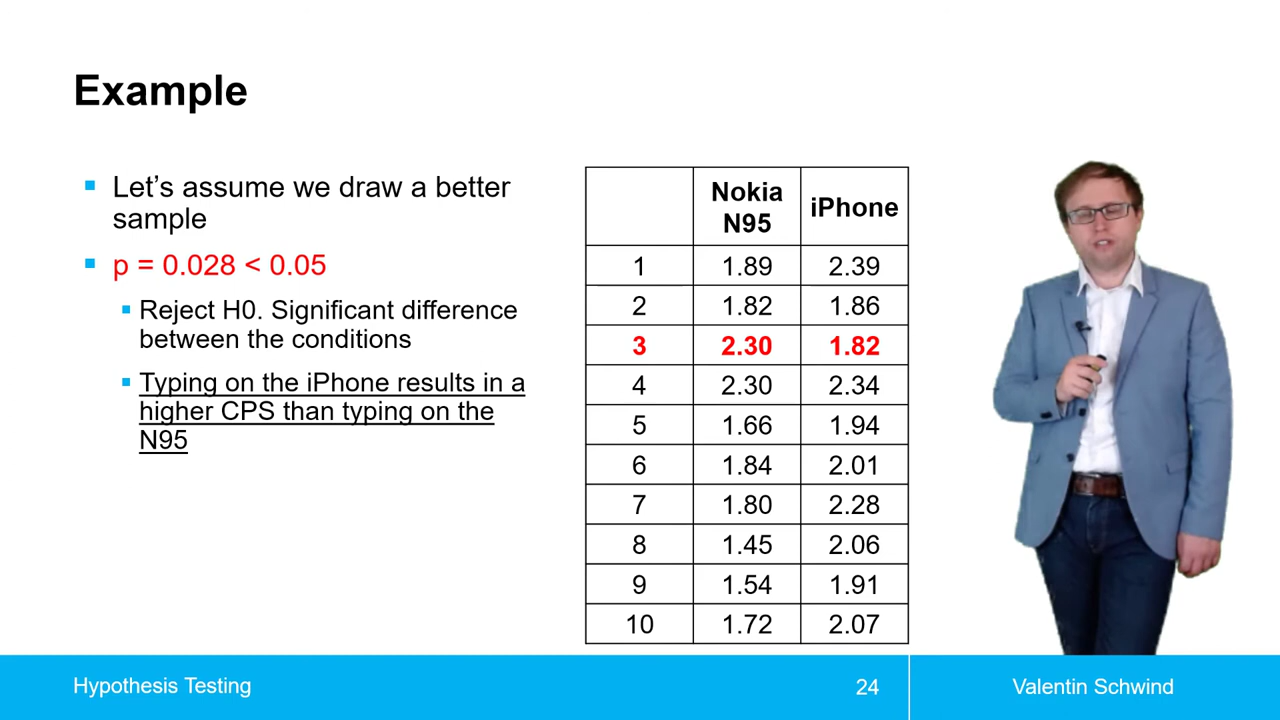 Example
Let’s assume we draw a better
sample
p = 0.028 < 0.05
Reject H0. Significant difference
between the conditions
Typing on the iPhone results in a
higher CPS than typing on the
N95
Nokia
N95
iPhone
1 1.89 2.39
2 1.82 1.86
3 2.30 1.82
4 2.30 2.34
5 1.66 1.94
6 1.84 2.01
7 1.80 2.28
8 1.45 2.06
9 1.54 1.91
10 1.72 2.07
Hypothesis Testing 24 Valentin Schwind